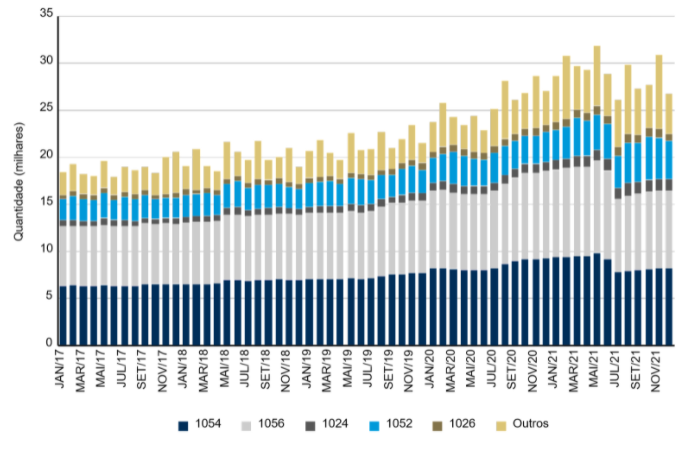 35
30
25
20
15
10
5
0
Quantidade (milhares)
JAN/17
MAR/17
MAI/17
JUL/17
SET/17
NOV/17
JAN/18
MAR/18
MAI/18
JUL/18
SET/18
NOV/18
JAN/19
MAR/19
MAI/19
JUL/19
SET/19
NOV/19
JAN/20
MAR/20
MAI/20
JUL/20
SET/20
NOV/20
JAN/21
MAR/21
MAI/21
JUL/21
SET/21
NOV/21
1054 1056 1024 1052 1026 Outros